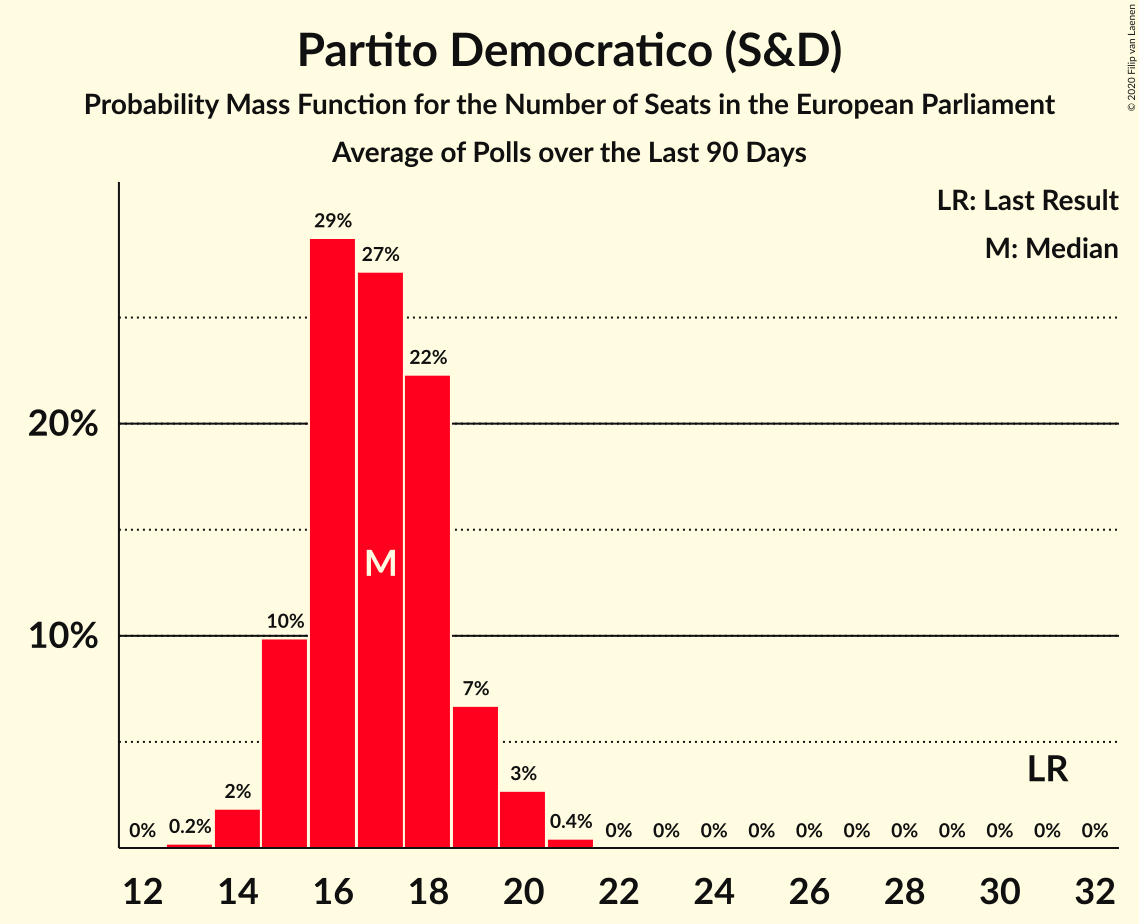 Partito Democratico (S&D)
Probability Mass Function for the Number of Seats in the European Parliament
Average of Polls over the Last 90 Days
© 2020 Filip van Laenen
LR: Last Result
M: Median
29%
27%
22%
20%
M
10%
10%
7%
LR
3%
2%
0% 0.2% 0.4% 0% 0% 0% 0% 0% 0% 0% 0% 0% 0% 0%
12 14 16 18 20 22 24 26 28 30 32